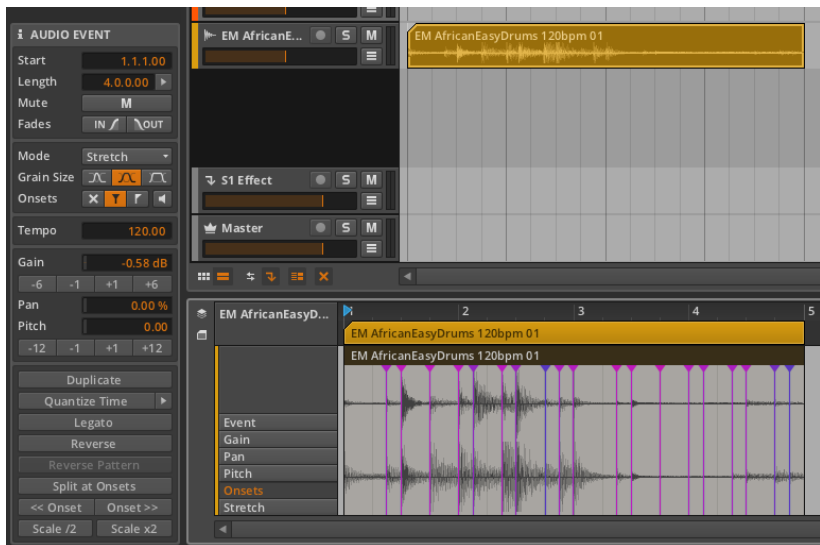 i AUDIO EVENT
Start 1.1.1.00
Length 4.0.0.00
Mute M
Fades IN OUT
Mode Stretch
Grain Size
Onsets
Tempo 120.00
Gain -0.58 dB
-6 -1 +1 +6
Pan 0.00 %
Pitch 0.00
-12 -1 +1 +12
Duplicate
Quantize Time
Legato
Reverse
Reverse Pattern
Split at Onsets
<< Onset Onset >>
Scale /2 Scale x2
EM AfricanE... S M
EM AfricanEasyDrums 120bpm 01
S1 Effect S M
Master S M
EM AfricanEasyD...
1 2 3 4 5
EM AfricanEasyDrums 120bpm 01
EM AfricanEasyDrums 120bpm 01
Event
Gain
Pan
Pitch
Onsets
Stretch